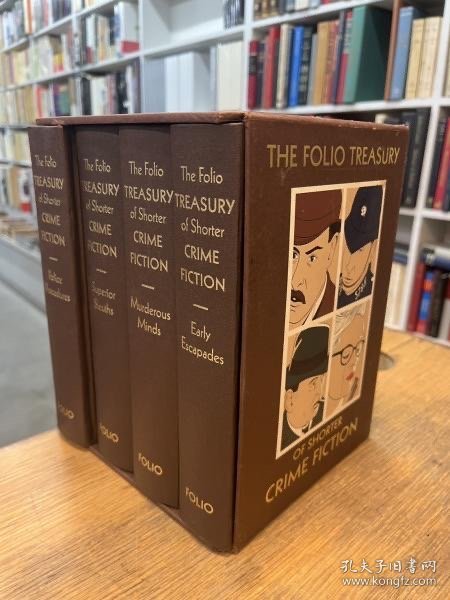 The Folio
TREASURY
of Shorter
CRIME
FICTION
Police
Procedures
FOLIO
The Folio
TREASURY
of Shorter
CRIME
FICTION
Superior
Sleuths
FOLIO
The Folio
TREASURY
of Shorter
CRIME
FICTION
Murderous
Minds
FOLIO
The Folio
TREASURY
of Shorter
CRIME
FICTION
Early
Escapades
FOLIO
THE FOLIO TREASURY
OF SHORTER
CRIME FICTION
孔夫子旧书网
www.kongfz.com